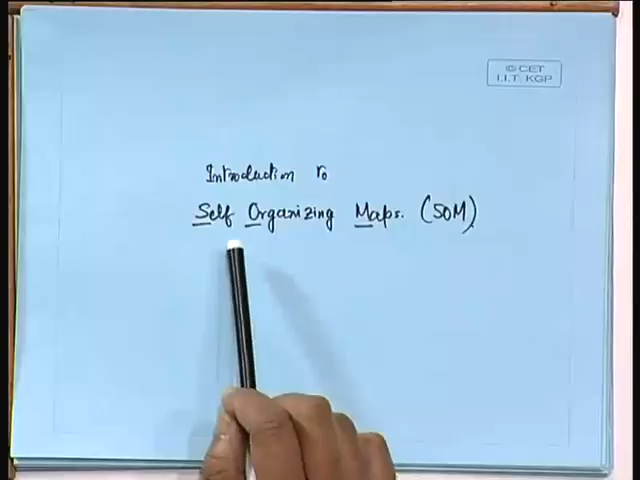 © CET
I.I.T. KGP
Introduction to
Self Organizing Maps. (SOM)